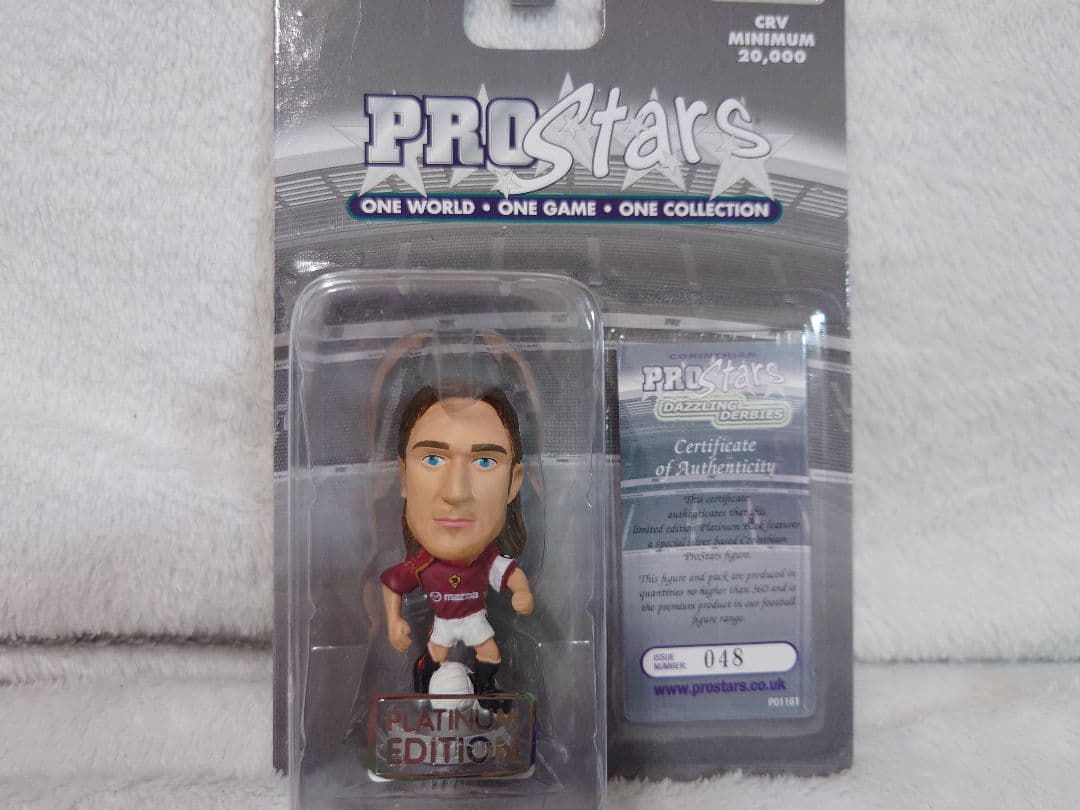 CRV
MINIMUM
20,000
PROStars
ONE WORLD • ONE GAME • ONE COLLECTION
CORINTHIAN
PROStars
DAZZLING
DERBIES
Certificate
of Authenticity
This certificate
authenticates that this
limited edition Platinum Pack features
a special silver based Corinthian
ProStars figure.
This figure and pack are produced in
quantities no higher than 360 and is
the premium product in our football
figure range.
ISSUE
NUMBER: 048
www.prostars.co.uk
P01161
mazda
PLATINUM
EDITION